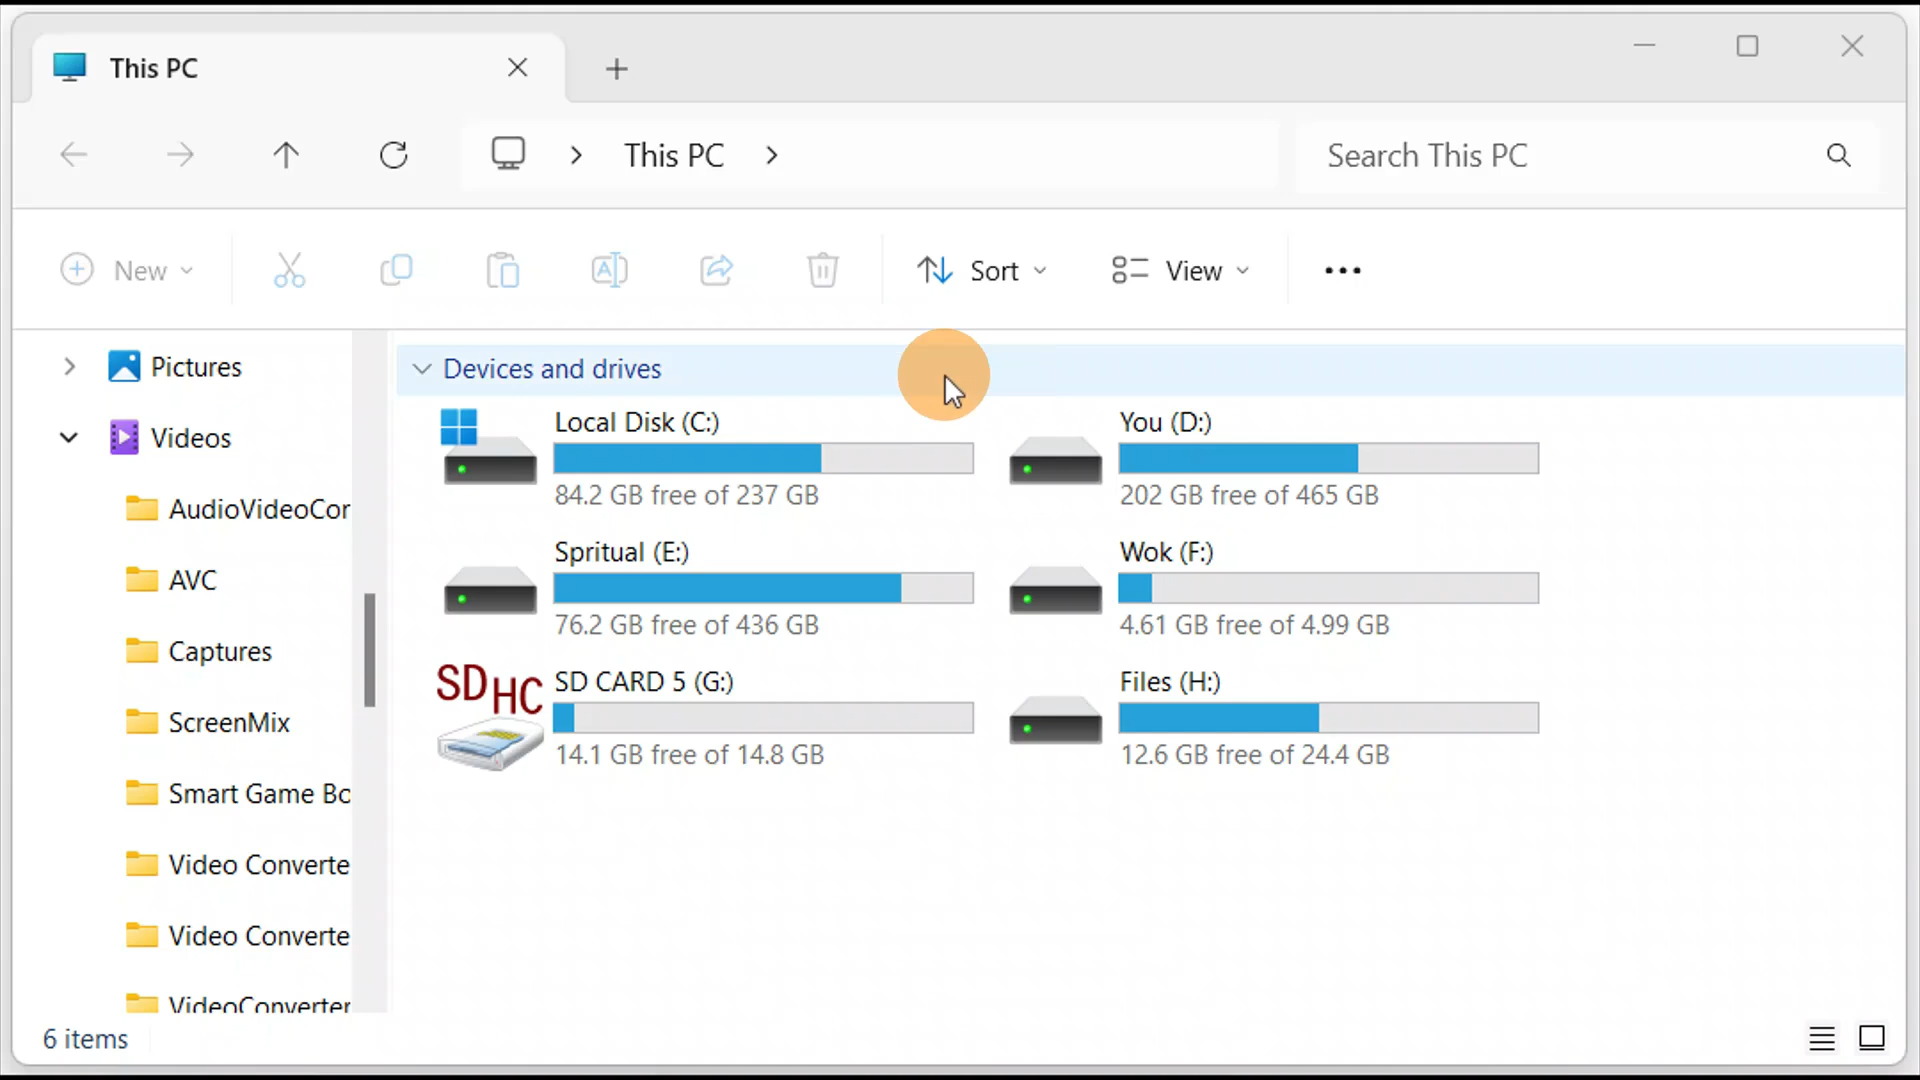 This PC
This PC
Search This PC
New
Sort
View
Pictures
Devices and drives
Local Disk (C:)
You (D:)
Videos
84.2 GB free of 237 GB
202 GB free of 465 GB
AudioVideoCor
Spritual (E:)
Wok (F:)
AVC
76.2 GB free of 436 GB
4.61 GB free of 4.99 GB
Captures
SD HC
SD CARD 5 (G:)
Files (H:)
ScreenMix
14.1 GB free of 14.8 GB
12.6 GB free of 24.4 GB
Smart Game Bo
Video Converte
Video Converte
VideoConverter
6 items